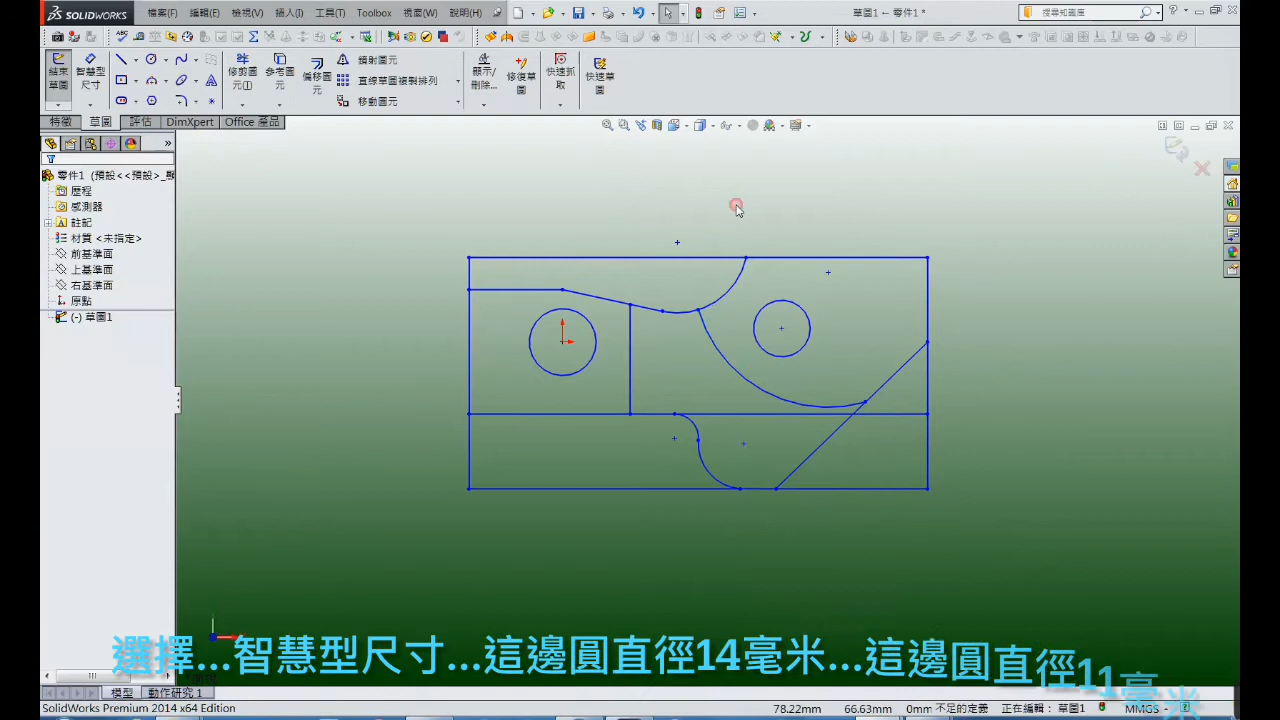 SOLIDWORKS
檔案(F)
編輯(E)
檢視(V)
插入(I)
工具(T)
Toolbox
視窗(W)
說明(H)
草圖1 ← 零件1 *
搜尋知識庫
結束草圖
智慧型尺寸
修剪圖元(I)
參考圖元
偏移圖元
鏡射圖元
直線草圖複製排列
移動圖元
顯示/刪除...
修復草圖
快速抓取
快速草圖
特徵
草圖
評估
DimXpert
Office 產品
零件1 (預設<<預設>_顯
歷程
感測器
註記
材質 <未指定>
前基準面
上基準面
右基準面
原點
(-) 草圖1
選擇...智慧型尺寸...這邊圓直徑14毫米...這邊圓直徑11毫米
模型
動作研究 1
SolidWorks Premium 2014 x64 Edition
78.22mm
66.63mm
0mm
不足的定義
正在編輯: 草圖1
MMGS